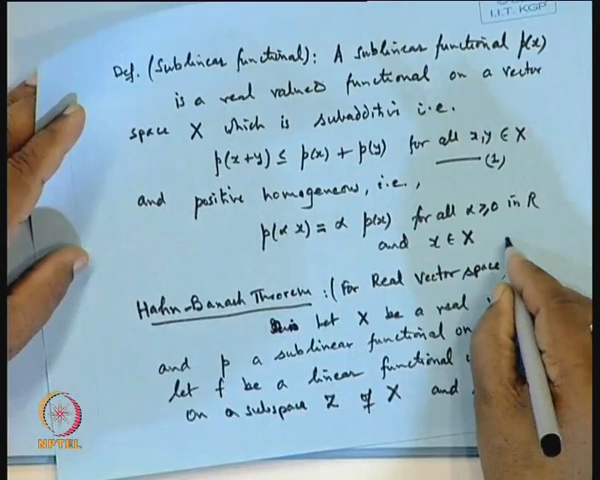 I.I.T. KGP
Def. (Sublinear functional): A sublinear functional p(x)
is a real valued functional on a vector
space X which is subadditive i.e.
p(x+y) ≤ p(x) + p(y) for all x, y ∈ X
(1)
and positive homogeneous, i.e.,
p(αx) = α p(x) for all α ≥ 0 in R
and x ∈ X
Hahn-Banach Theorem : (For Real vector space
Let X be a real
and p a sublinear functional on
let f be a linear functional
on a subspace Z of X and
NPTEL